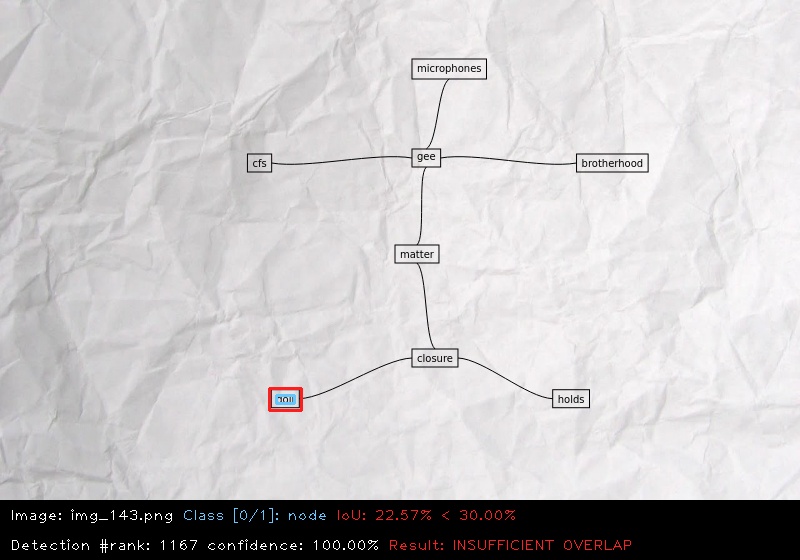 microphones
gee
cfs
brotherhood
matter
closure
holds
Image: img_143.png Class [0/1]: node IoU: 22.57% < 30.00%
Detection #rank: 1167 confidence: 100.00% Result: INSUFFICIENT OVERLAP